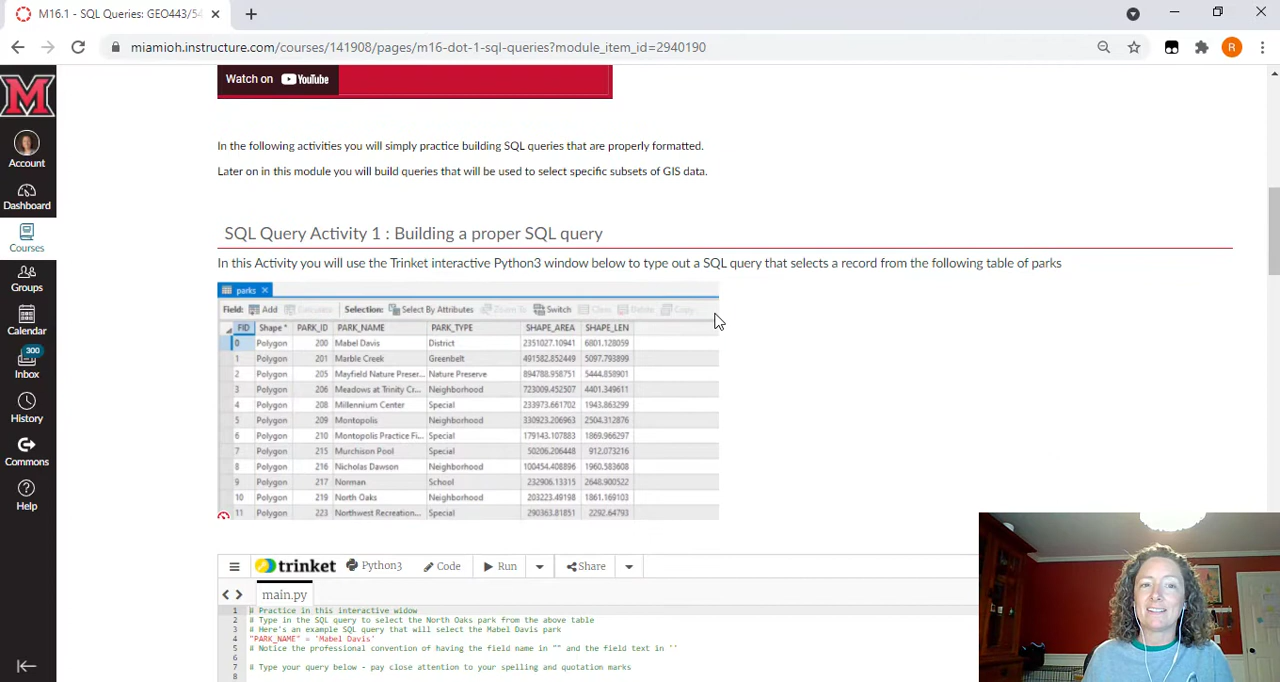 M16.1 - SQL Queries: GEO443/54
miamioh.instructure.com/courses/141908/pages/m16-dot-1-sql-queries?module_item_id=2940190
R
M
Account
Dashboard
Courses
Groups
Calendar
300
Inbox
History
Commons
Help
Watch on YouTube
In the following activities you will simply practice building SQL queries that are properly formatted.
Later on in this module you will build queries that will be used to select specific subsets of GIS data.
SQL Query Activity 1 : Building a proper SQL query
In this Activity you will use the Trinket interactive Python3 window below to type out a SQL query that selects a record from the following table of parks
parks
Field: Add Calculate Selection: Select By Attributes Zoom To Switch Clear Delete Copy
FID Shape * PARK_ID PARK_NAME PARK_TYPE SHAPE_AREA SHAPE_LEN
0 Polygon 200 Mabel Davis District 2351027.10941 6801.128059
1 Polygon 201 Marble Creek Greenbelt 491582.852449 5097.793899
2 Polygon 205 Mayfield Nature Preser... Nature Preserve 894788.958751 5444.858901
3 Polygon 206 Meadows at Trinity Cr... Neighborhood 723009.452507 4401.349611
4 Polygon 208 Millennium Center Special 233973.661702 1943.863299
5 Polygon 209 Montopolis Neighborhood 330923.206963 2504.312876
6 Polygon 210 Montopolis Practice Fi... Special 179143.107883 1869.966297
7 Polygon 215 Murchison Pool Special 50206.206448 912.073216
8 Polygon 216 Nicholas Dawson Neighborhood 100454.408896 1960.583608
9 Polygon 217 Norman School 232906.13315 2648.900522
10 Polygon 219 North Oaks Neighborhood 203223.49198 1861.169103
11 Polygon 223 Northwest Recreation... Special 290363.81851 2292.64793
trinket Python3 Code Run Share
main.py
1 # Practice in this interactive widow
2 # Type in the SQL query to select the North Oaks park from the above table
3 # Here's an example SQL query that will select the Mabel Davis park
4 "PARK_NAME" = 'Mabel Davis'
5 # Notice the professional convention of having the field name in "" and the field text in ''
6
7 # Type your query below - pay close attention to your spelling and quotation marks
8